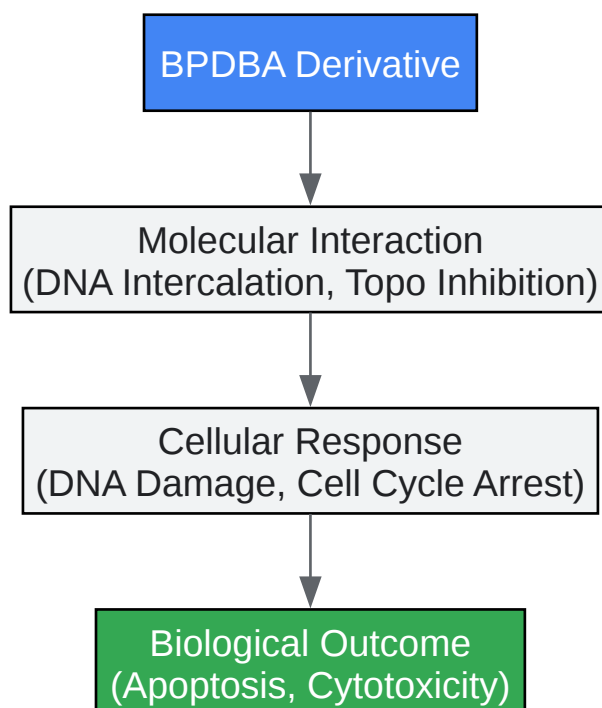 BPDBA Derivative
Molecular Interaction
(DNA Intercalation, Topo Inhibition)
Cellular Response
(DNA Damage, Cell Cycle Arrest)
Biological Outcome
(Apoptosis, Cytotoxicity)